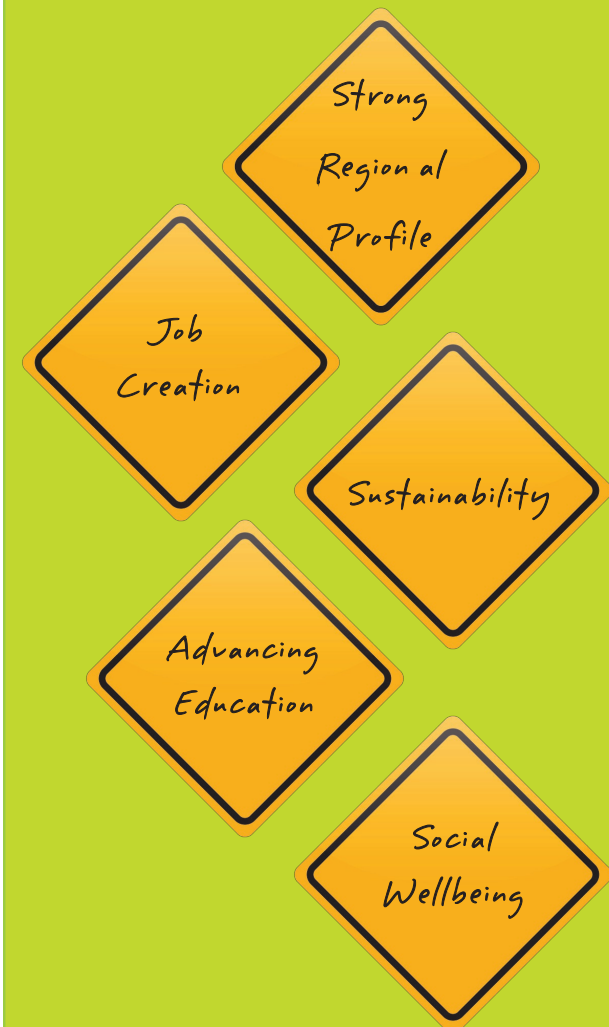 Strong
Region al
Profile
Job
Creation
Sustainability
Advancing
Education
Social
Wellbeing